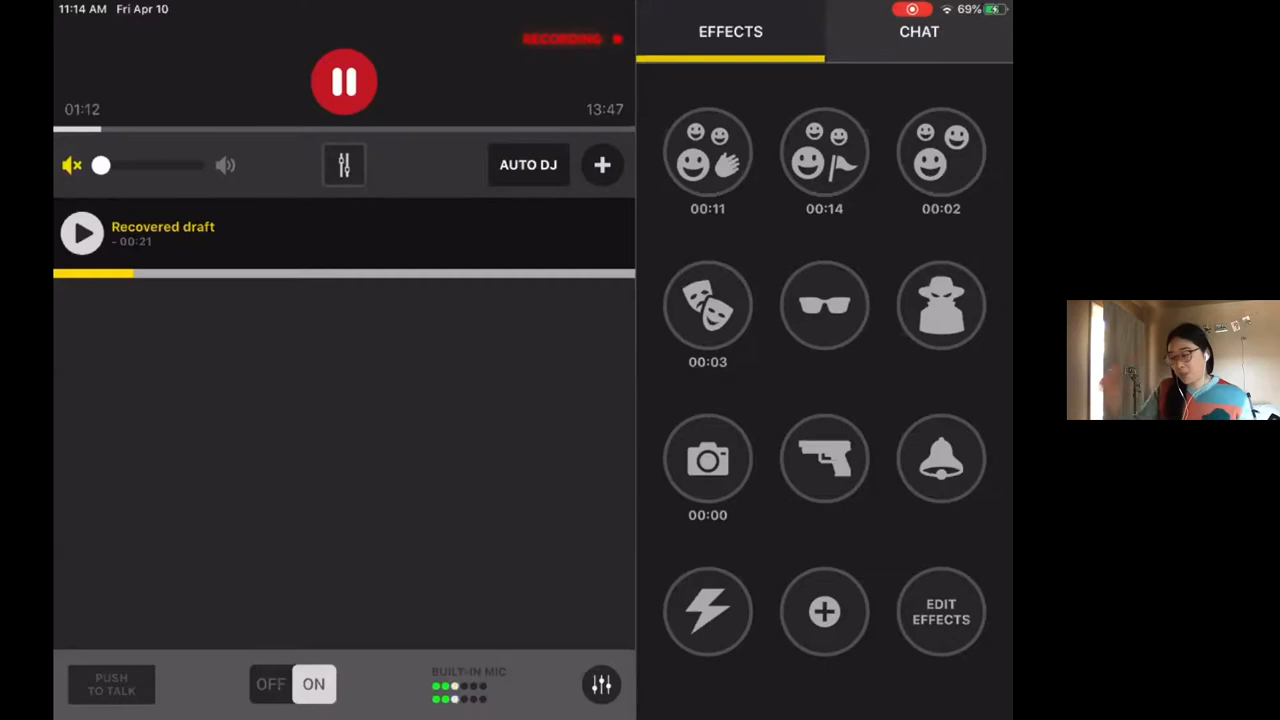 11:14 AM Fri Apr 10
69%
RECORDING
01:12
13:47
AUTO DJ
Recovered draft
- 00:21
PUSH
TO TALK
OFF ON
BUILT-IN MIC
EFFECTS
CHAT
00:11
00:14
00:02
00:03
00:00
EDIT
EFFECTS